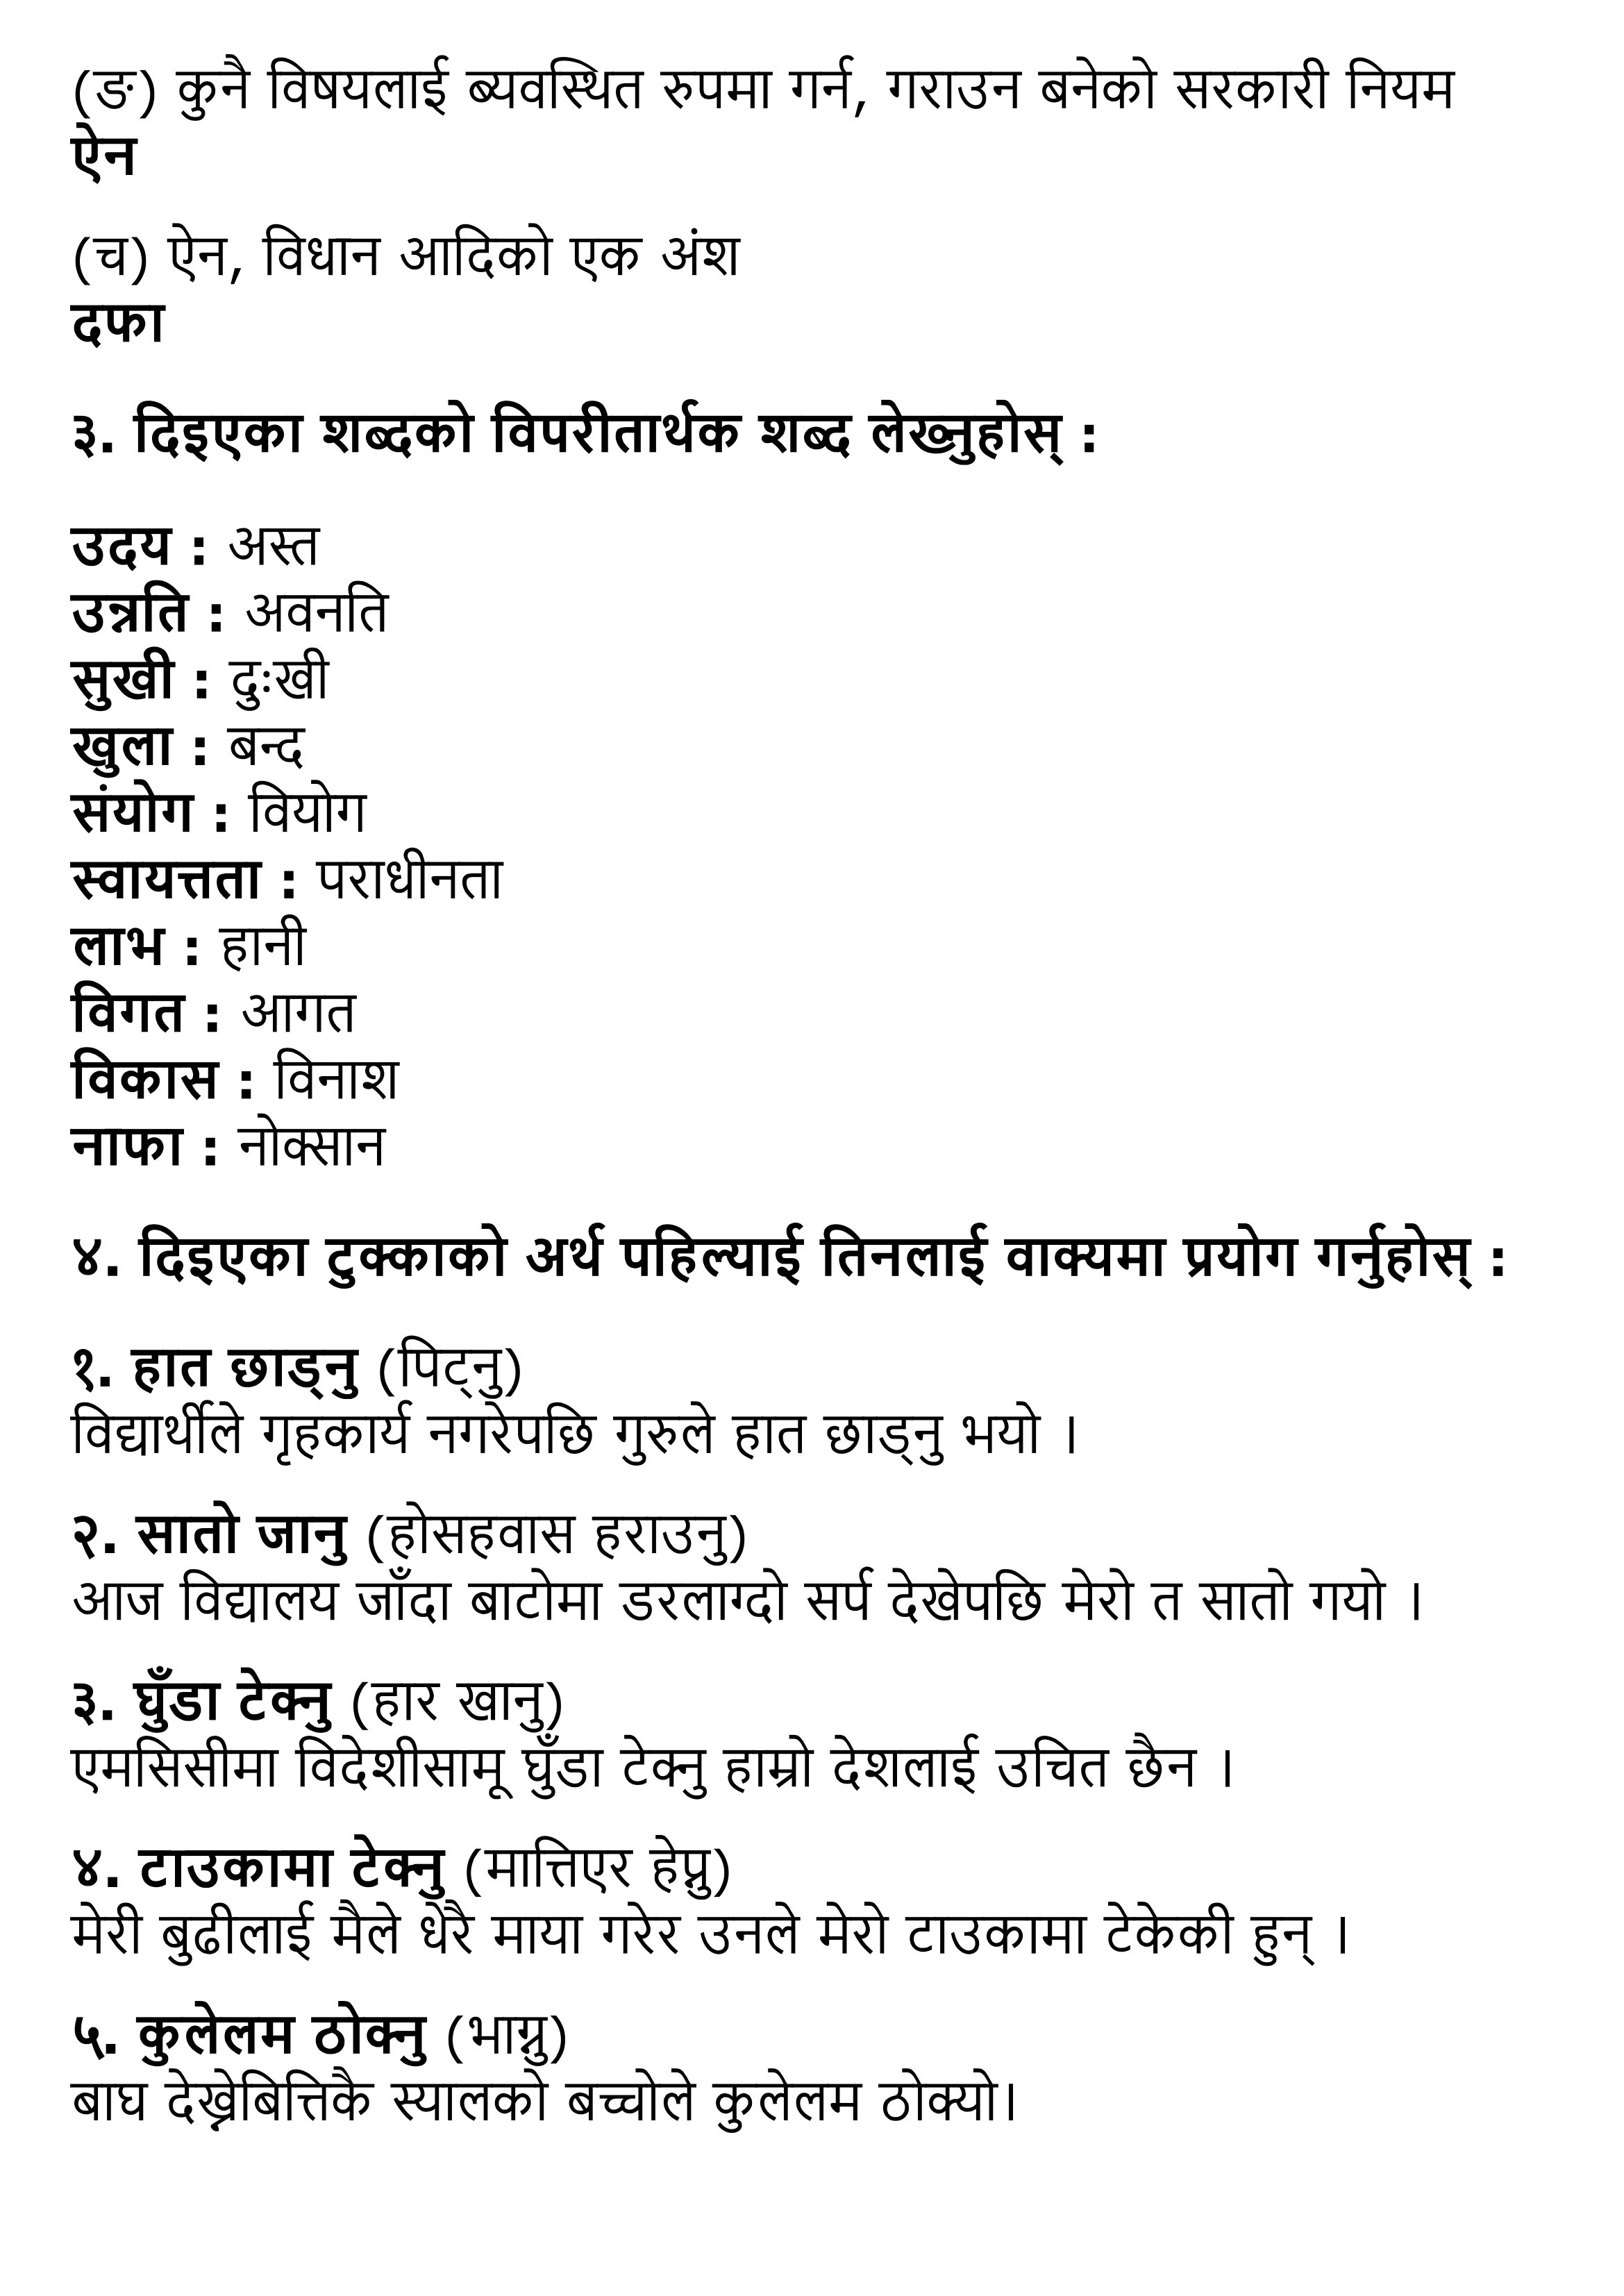 (ङ) कुनै विषयलाई ब्यवस्थित रुपमा गर्न, गराउन बनेको सरकारी नियम
ऐन
(च) ऐन, विधान आदिको एक अंश
दफा
३. दिइएका शब्दको विपरीतार्थक शब्द लेख्नुहोस् :
उदय : अस्त
उन्नति : अवनति
सुखी : दुःखी
खुला : बन्द
संयोग : वियोग
स्वायत्तता : पराधीनता
लाभ : हानी
विगत : आगत
विकास : विनाश
नाफा : नोक्सान
४. दिइएका टुक्काको अर्थ पहिल्याई तिनलाई वाक्यमा प्रयोग गर्नुहोस् :
१. हात छाड्नु (पिट्नु)
विद्यार्थीले गृहकार्य नगरेपछि गुरुले हात छाड्नु भयो ।
२. सातो जानु (होसहवास हराउनु)
आज विद्यालय जाँदा बाटोमा डरलाग्दो सर्प देखेपछि मेरो त सातो गयो ।
३. घुँडा टेक्नु (हार खानु)
एमसिसीमा विदेशीसामू घुँडा टेक्नु हाम्रो देशलाई उचित छैन ।
४. टाउकामा टेक्नु (मात्तिएर हेप्नु)
मेरी बुढीलाई मैले धेरै माया गरेर उनले मेरो टाउकामा टेकेकी हुन् ।
५. कुलेलम ठोक्नु (भाग्नु)
बाघ देख्नेबित्तिकै स्यालको बच्चोले कुलेलम ठोक्यो।